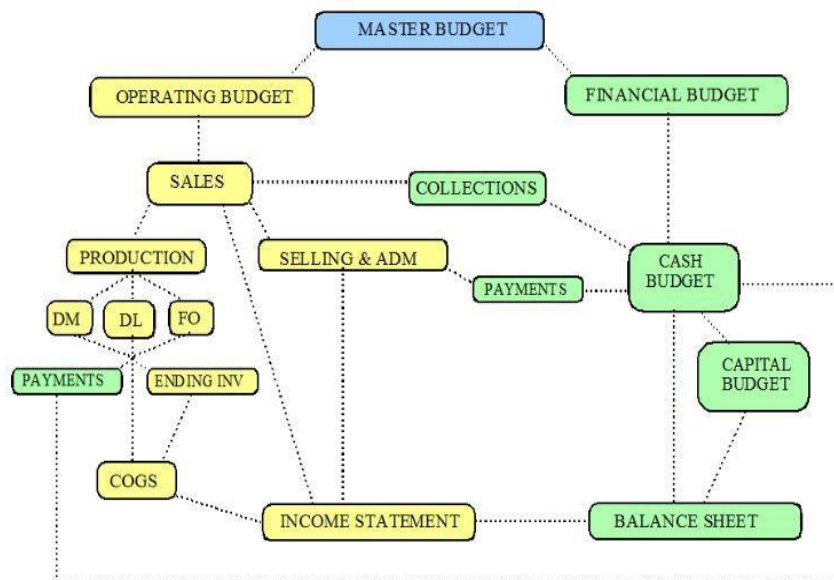 MASTER BUDGET
OPERATING BUDGET
FINANCIAL BUDGET
SALES
COLLECTIONS
PRODUCTION
SELLING & ADM
CASH
BUDGET
PAYMENTS
DM
DL
FO
CAPITAL
BUDGET
PAYMENTS
ENDING INV
COGS
INCOME STATEMENT
BALANCE SHEET